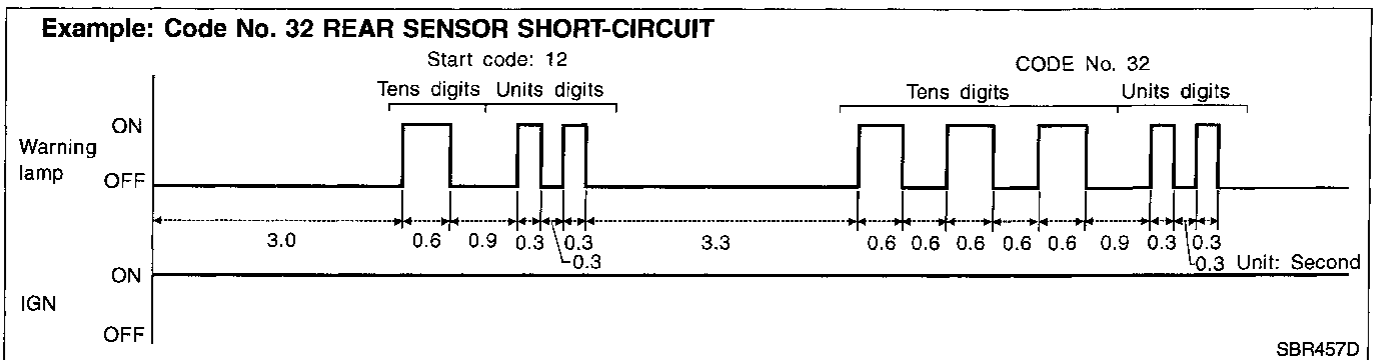 Example: Code No. 32 REAR SENSOR SHORT-CIRCUIT
Start code: 12
CODE No. 32
Tens digits Units digits
Tens digits Units digits
ON
Warning
lamp
OFF
3.0 0.6 0.9 0.3 0.3 3.3 0.6 0.6 0.6 0.6 0.6 0.9 0.3 0.3
0.3 0.3 Unit: Second
ON
IGN
OFF
SBR457D